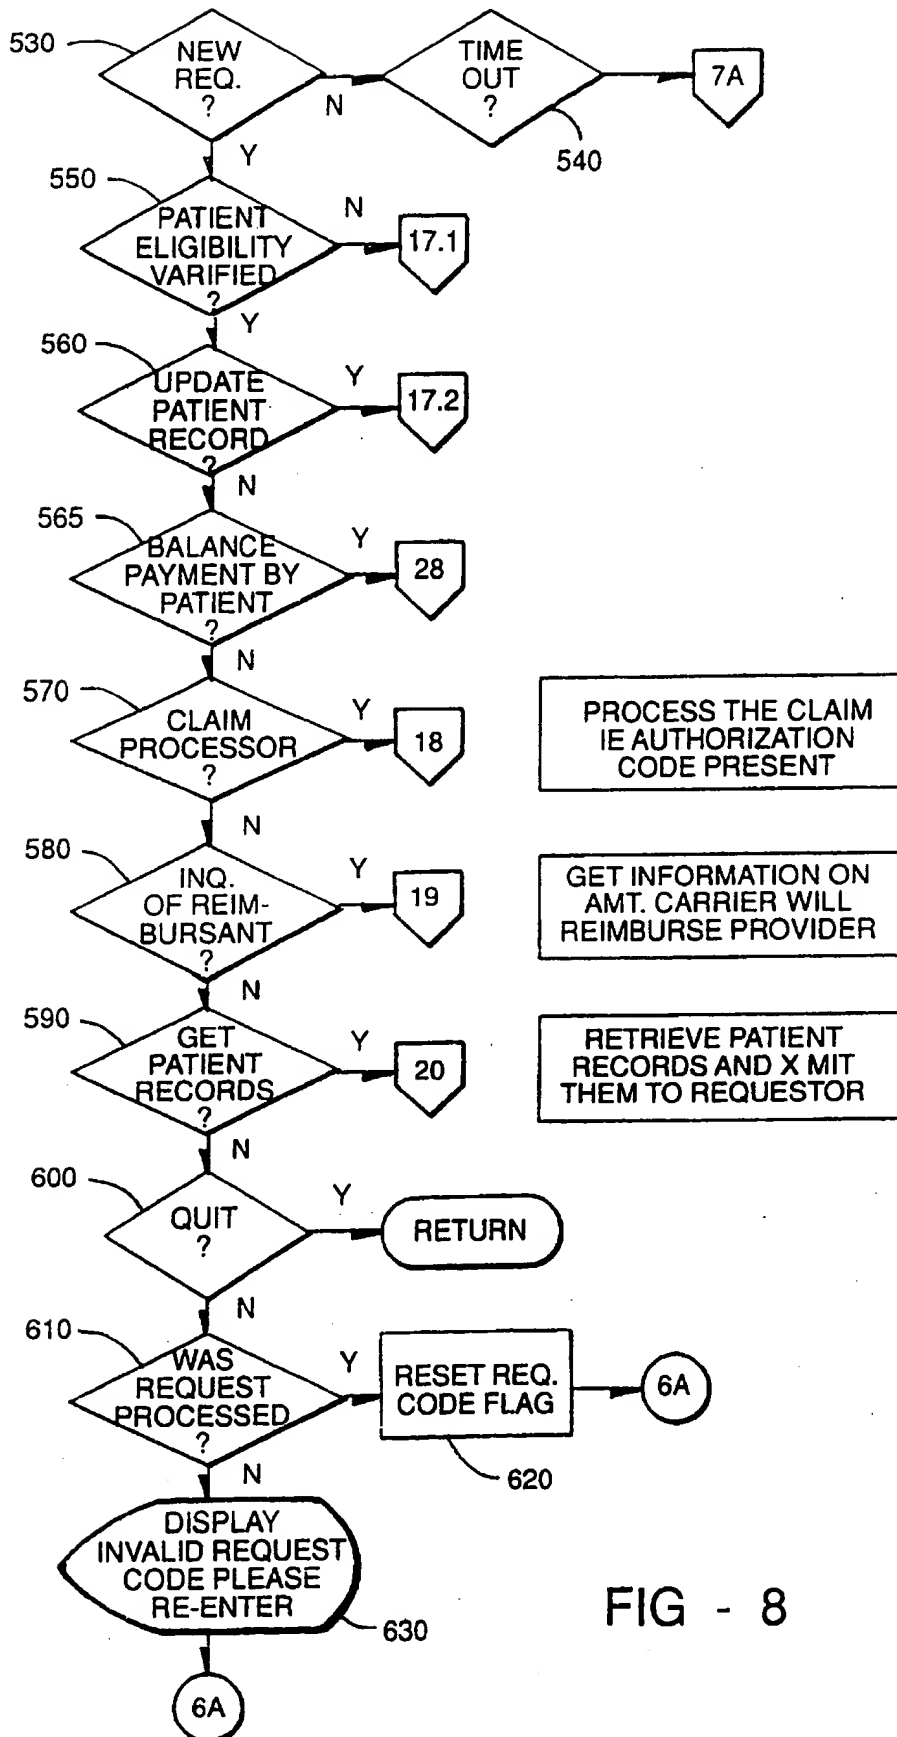 530
NEW
REQ.
?
N
TIME
OUT
?
540
7A
Y
550
PATIENT
ELIGIBILITY
VARIFIED
?
N
17.1
Y
560
UPDATE
PATIENT
RECORD
?
Y
17.2
N
565
BALANCE
PAYMENT BY
PATIENT
?
Y
28
N
570
CLAIM
PROCESSOR
?
Y
18
PROCESS THE CLAIM
IE AUTHORIZATION
CODE PRESENT
N
580
INQ.
OF REIM-
BURSANT
?
Y
19
GET INFORMATION ON
AMT. CARRIER WILL
REIMBURSE PROVIDER
N
590
GET
PATIENT
RECORDS
?
Y
20
RETRIEVE PATIENT
RECORDS AND X MIT
THEM TO REQUESTOR
N
600
QUIT
?
Y
RETURN
N
610
WAS
REQUEST
PROCESSED
?
Y
RESET REQ.
CODE FLAG
620
6A
N
DISPLAY
INVALID REQUEST
CODE PLEASE
RE-ENTER
630
6A
FIG - 8